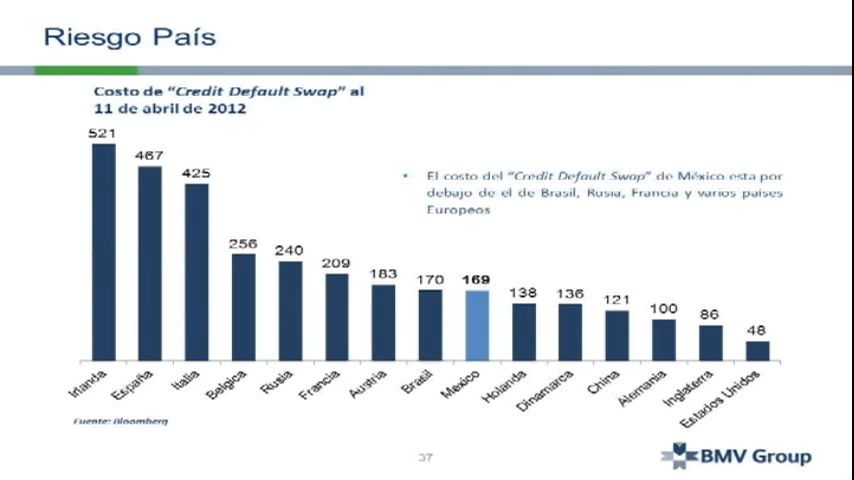 Riesgo País
Costo de “Credit Default Swap” al
11 de abril de 2012
521
467
425
256
240
209
183
170
169
138
136
121
100
86
48
El costo del “Credit Default Swap” de México esta por
debajo de el de Brasil, Rusia, Francia y varios países
Europeos
Irlanda
España
Italia
Belgica
Rusia
Francia
Austria
Brasil
Mexico
Holanda
Dinamarca
China
Alemania
Inglaterra
Estados Unidos
Fuente: Bloomberg
37
BMV Group